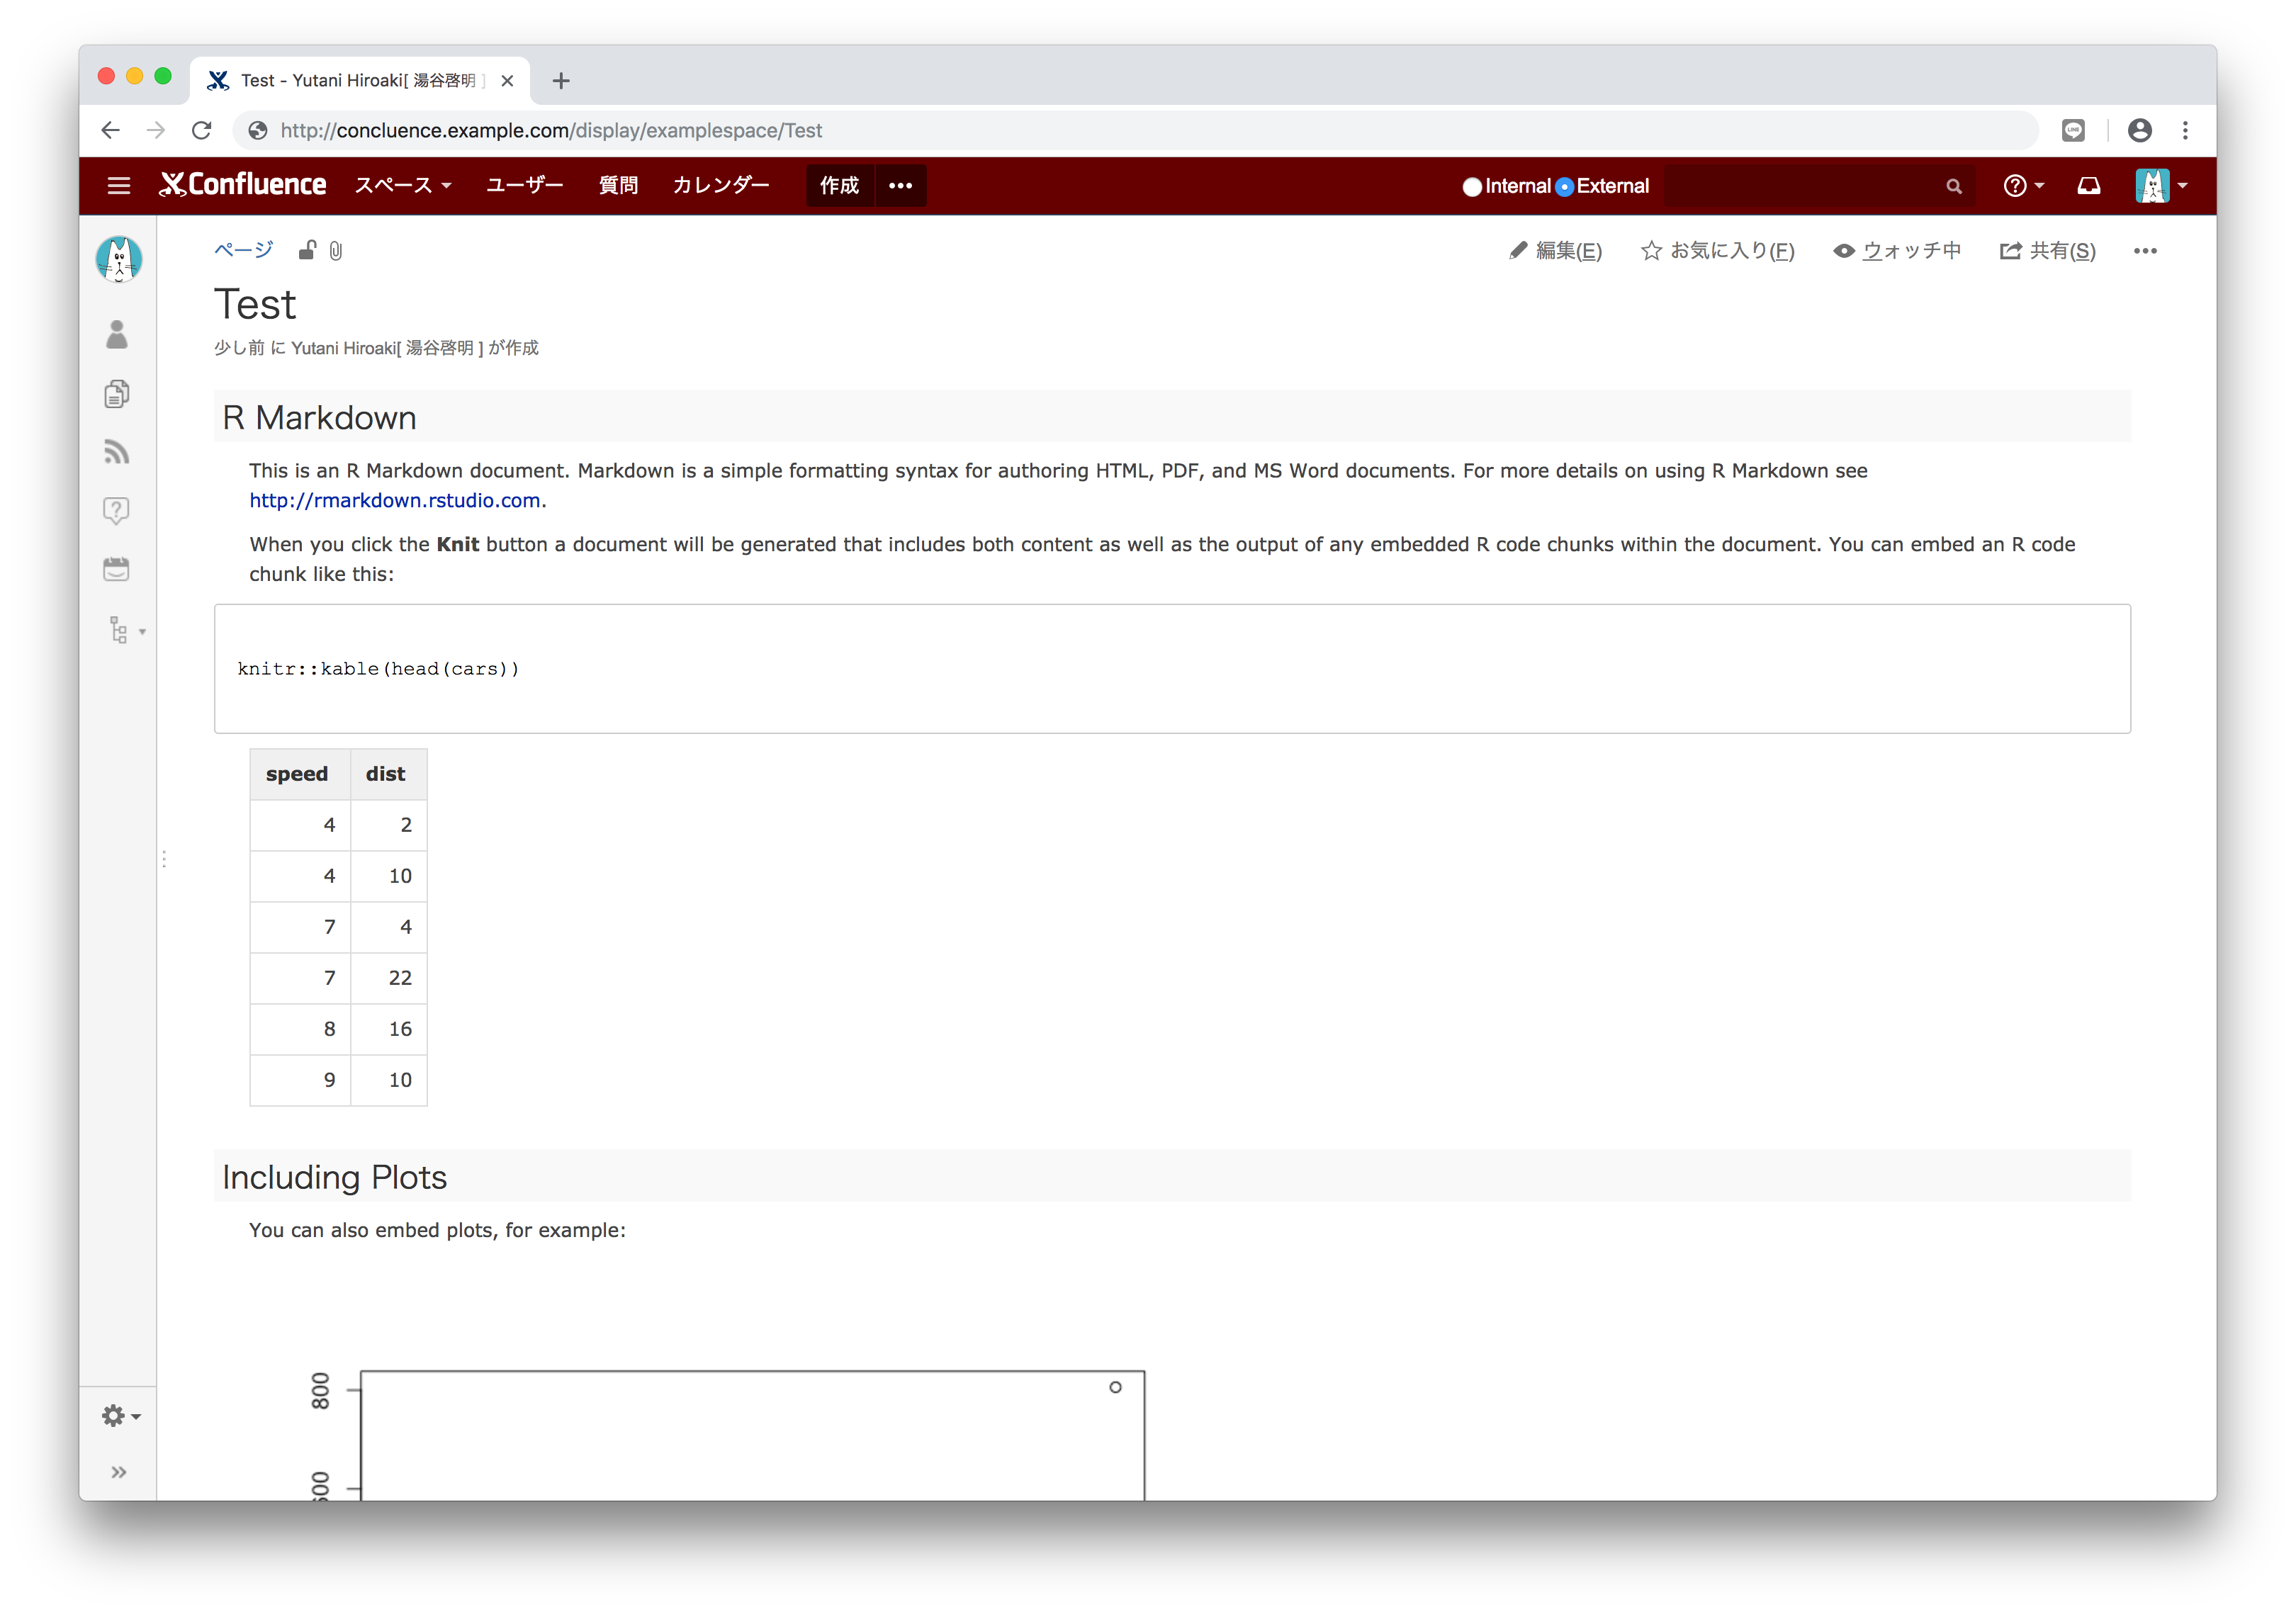 Test - Yutani Hiroaki[ 湯谷啓明 ]
http://concluence.example.com/display/examplespace/Test
Confluence スペース ユーザー 質問 カレンダー 作成 ••• Internal External
ページ 編集(E) お気に入り(F) ウォッチ中 共有(S) •••
Test
少し前 に Yutani Hiroaki[ 湯谷啓明 ] が作成
R Markdown
This is an R Markdown document. Markdown is a simple formatting syntax for authoring HTML, PDF, and MS Word documents. For more details on using R Markdown see
http://rmarkdown.rstudio.com.
When you click the Knit button a document will be generated that includes both content as well as the output of any embedded R code chunks within the document. You can embed an R code
chunk like this:
knitr::kable(head(cars))
speed dist
4 2
4 10
7 4
7 22
8 16
9 10
Including Plots
You can also embed plots, for example:
800